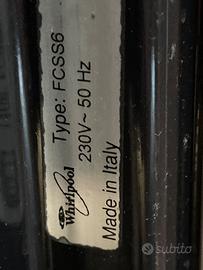 Whirlpool
Type: FCSS6
230V~ 50 Hz
Made in Italy
subito